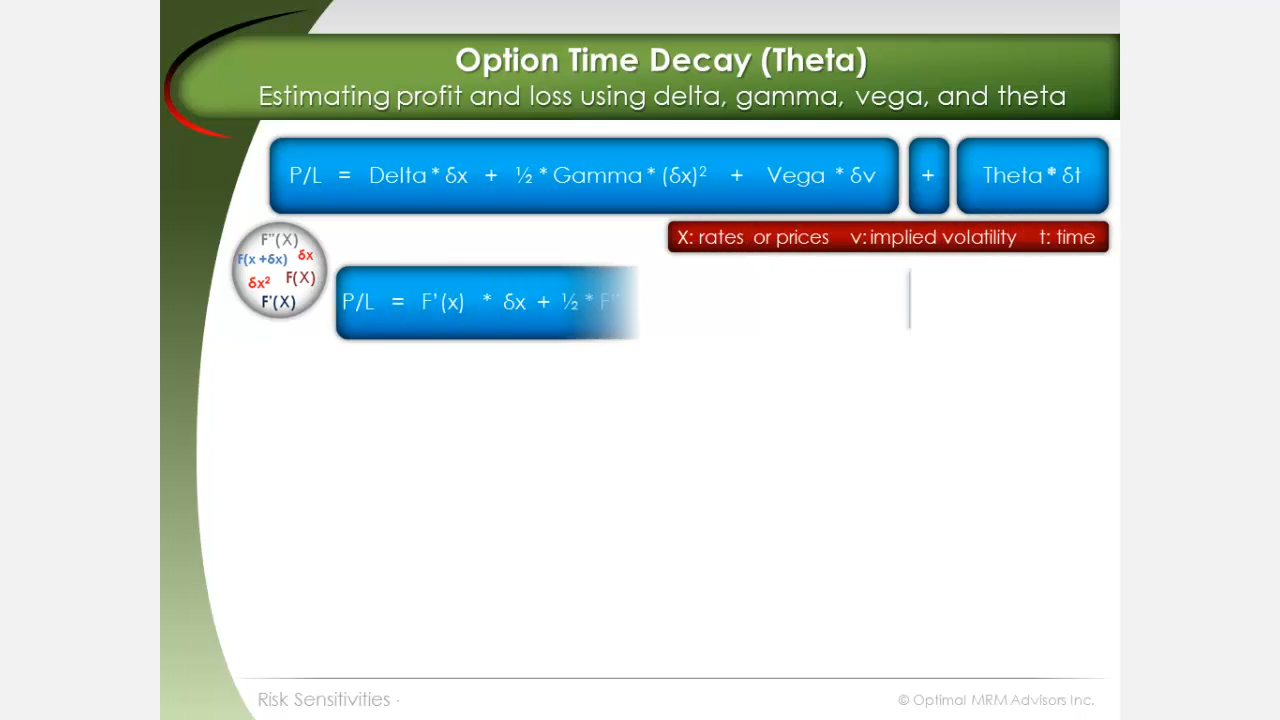 Option Time Decay (Theta)
Estimating profit and loss using delta, gamma, vega, and theta
P/L = Delta * δx + ½ * Gamma * (δx)² + Vega * δv + Theta * δt
X: rates or prices v: implied volatility t: time
F''(X)
F(x +δx) δx
δx² F(X)
F'(X)
P/L = F'(x) * δx + ½ * F''
Risk Sensitivities -
© Optimal MRM Advisors Inc.